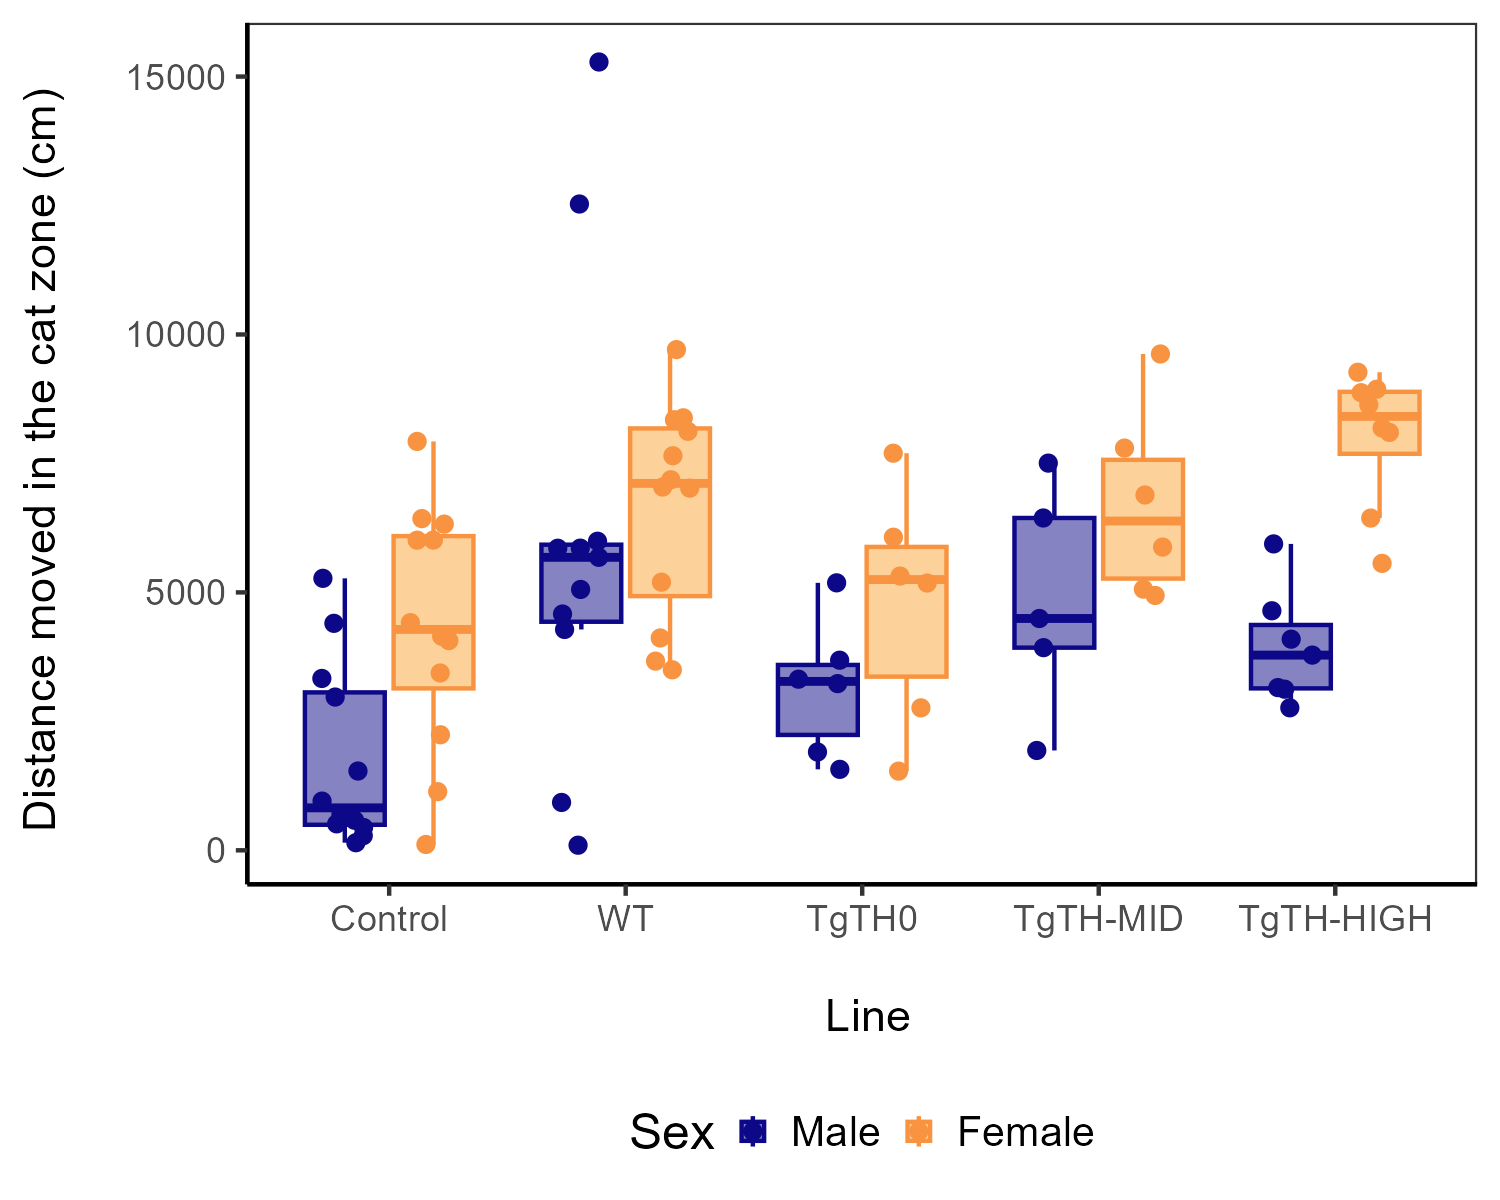 Distance moved in the cat zone (cm)
15000
10000
5000
0
Control WT TgTH0 TgTH-MID TgTH-HIGH
Line
Sex Male Female